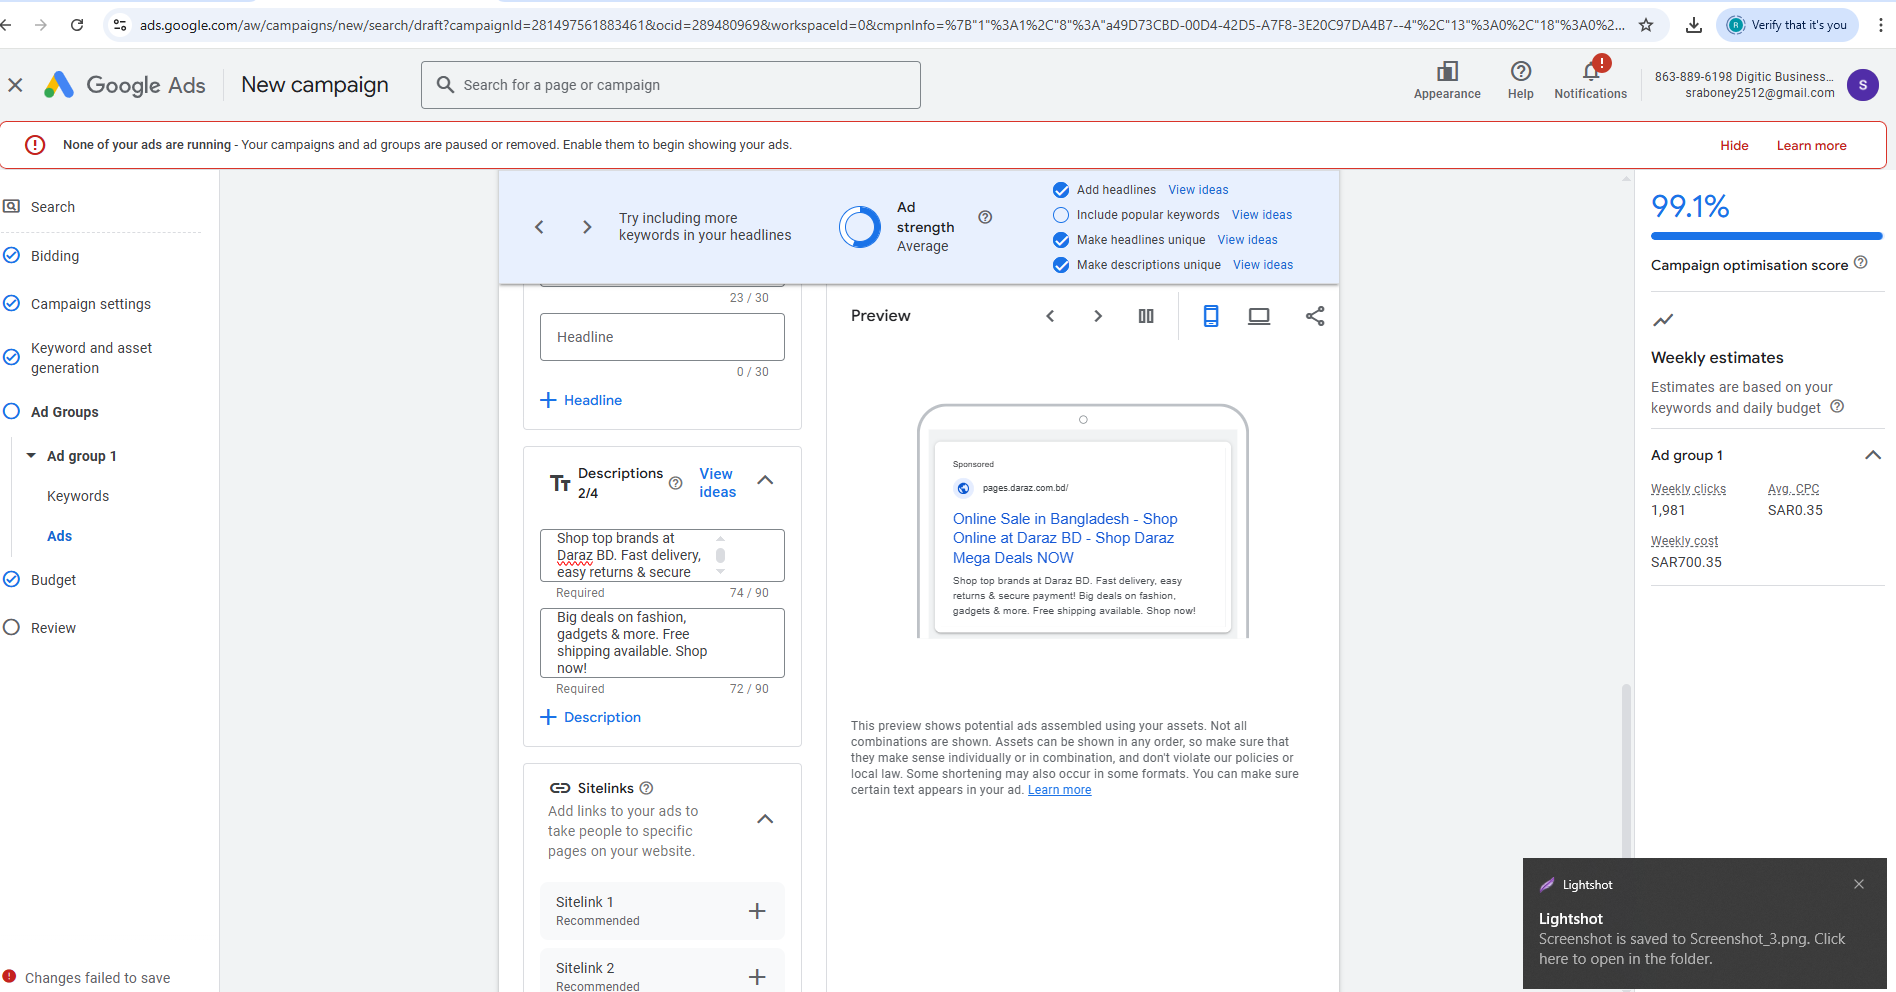 ads.google.com/aw/campaigns/new/search/draft?campaignId=281497561883461&ocid=289480969&workspaceId=0&cmpnInfo=%7B"1"%3A1%2C"8"%3A"a49D73CBD-00D4-42D5-A7F8-3E20C97DA4B7--4"%2C"13"%3A0%2C"18"%3A0%2...
Verify that it's you
Google Ads
New campaign
Search for a page or campaign
Appearance
Help
Notifications
863-889-6198 Digitic Business...
sraboney2512@gmail.com
S
None of your ads are running - Your campaigns and ad groups are paused or removed. Enable them to begin showing your ads.
Hide
Learn more
Search
Bidding
Campaign settings
Keyword and asset
generation
Ad Groups
Ad group 1
Keywords
Ads
Budget
Review
Changes failed to save
Try including more
keywords in your headlines
Ad
strength
Average
Add headlines View ideas
Include popular keywords View ideas
Make headlines unique View ideas
Make descriptions unique View ideas
23 / 30
Headline
0 / 30
Headline
Descriptions
2/4
View
ideas
Shop top brands at
Daraz BD. Fast delivery,
easy returns & secure
Required 74 / 90
Big deals on fashion,
gadgets & more. Free
shipping available. Shop
now!
Required 72 / 90
Description
Sitelinks
Add links to your ads to
take people to specific
pages on your website.
Sitelink 1
Recommended
Sitelink 2
Recommended
Preview
Sponsored
pages.daraz.com.bd/
Online Sale in Bangladesh - Shop
Online at Daraz BD - Shop Daraz
Mega Deals NOW
Shop top brands at Daraz BD. Fast delivery, easy
returns & secure payment! Big deals on fashion,
gadgets & more. Free shipping available. Shop now!
This preview shows potential ads assembled using your assets. Not all
combinations are shown. Assets can be shown in any order, so make sure that
they make sense individually or in combination, and don't violate our policies or
local law. Some shortening may also occur in some formats. You can make sure
certain text appears in your ad. Learn more
99.1%
Campaign optimisation score
Weekly estimates
Estimates are based on your
keywords and daily budget
Ad group 1
Weekly clicks Avg. CPC
1,981 SAR0.35
Weekly cost
SAR700.35
Lightshot
Lightshot
Screenshot is saved to Screenshot_3.png. Click
here to open in the folder.